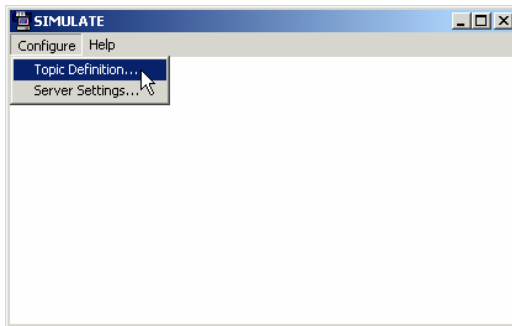 SIMULATE
Configure Help
Topic Definition...
Server Settings...